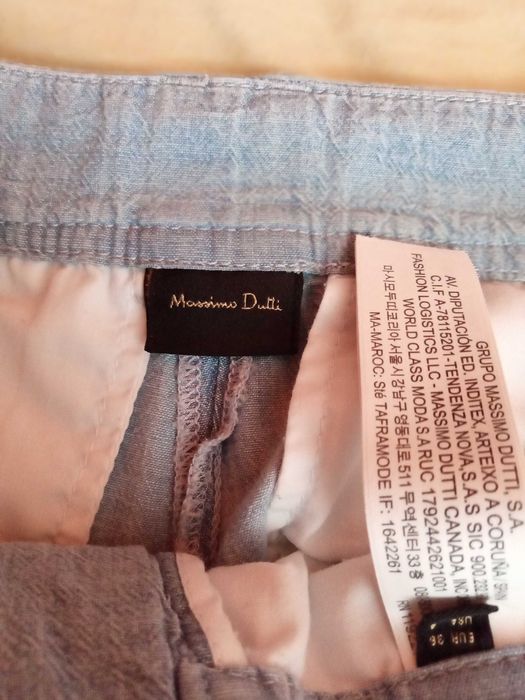 Massimo Dutti
GRUPO MASSIMO DUTTI, S.A.
AV. DIPUTACIÓN ED. INDITEX, ARTEIXO, A CORUÑA
C.I.F A-78115201-TENDENZA NOVA, S.A.S SIC 900
FASHION LOGISTICS LLC - MASSIMO DUTTI CANADA, INC
WORLD CLASS MODA S.A RUC 1792442621001
마시모두띠코리아 서울시 강남구 영동대로 511 무역센터 33층
MA-MAROC: Sté TAFRAMODE IF: 1642261
EUR 36
USA 4